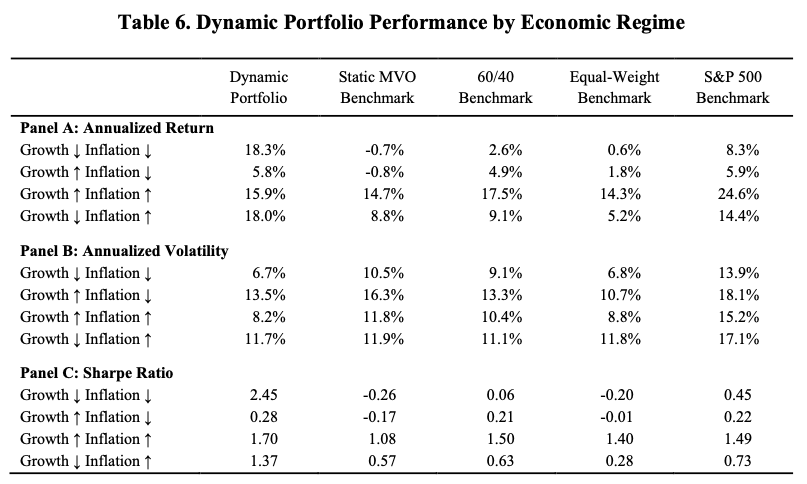 Table 6. Dynamic Portfolio Performance by Economic Regime
Dynamic Portfolio Static MVO Benchmark 60/40 Benchmark Equal-Weight Benchmark S&P 500 Benchmark
Panel A: Annualized Return
Growth ↓ Inflation ↓ 18.3% -0.7% 2.6% 0.6% 8.3%
Growth ↑ Inflation ↓ 5.8% -0.8% 4.9% 1.8% 5.9%
Growth ↑ Inflation ↑ 15.9% 14.7% 17.5% 14.3% 24.6%
Growth ↓ Inflation ↑ 18.0% 8.8% 9.1% 5.2% 14.4%
Panel B: Annualized Volatility
Growth ↓ Inflation ↓ 6.7% 10.5% 9.1% 6.8% 13.9%
Growth ↑ Inflation ↓ 13.5% 16.3% 13.3% 10.7% 18.1%
Growth ↑ Inflation ↑ 8.2% 11.8% 10.4% 8.8% 15.2%
Growth ↓ Inflation ↑ 11.7% 11.9% 11.1% 11.8% 17.1%
Panel C: Sharpe Ratio
Growth ↓ Inflation ↓ 2.45 -0.26 0.06 -0.20 0.45
Growth ↑ Inflation ↓ 0.28 -0.17 0.21 -0.01 0.22
Growth ↑ Inflation ↑ 1.70 1.08 1.50 1.40 1.49
Growth ↓ Inflation ↑ 1.37 0.57 0.63 0.28 0.73